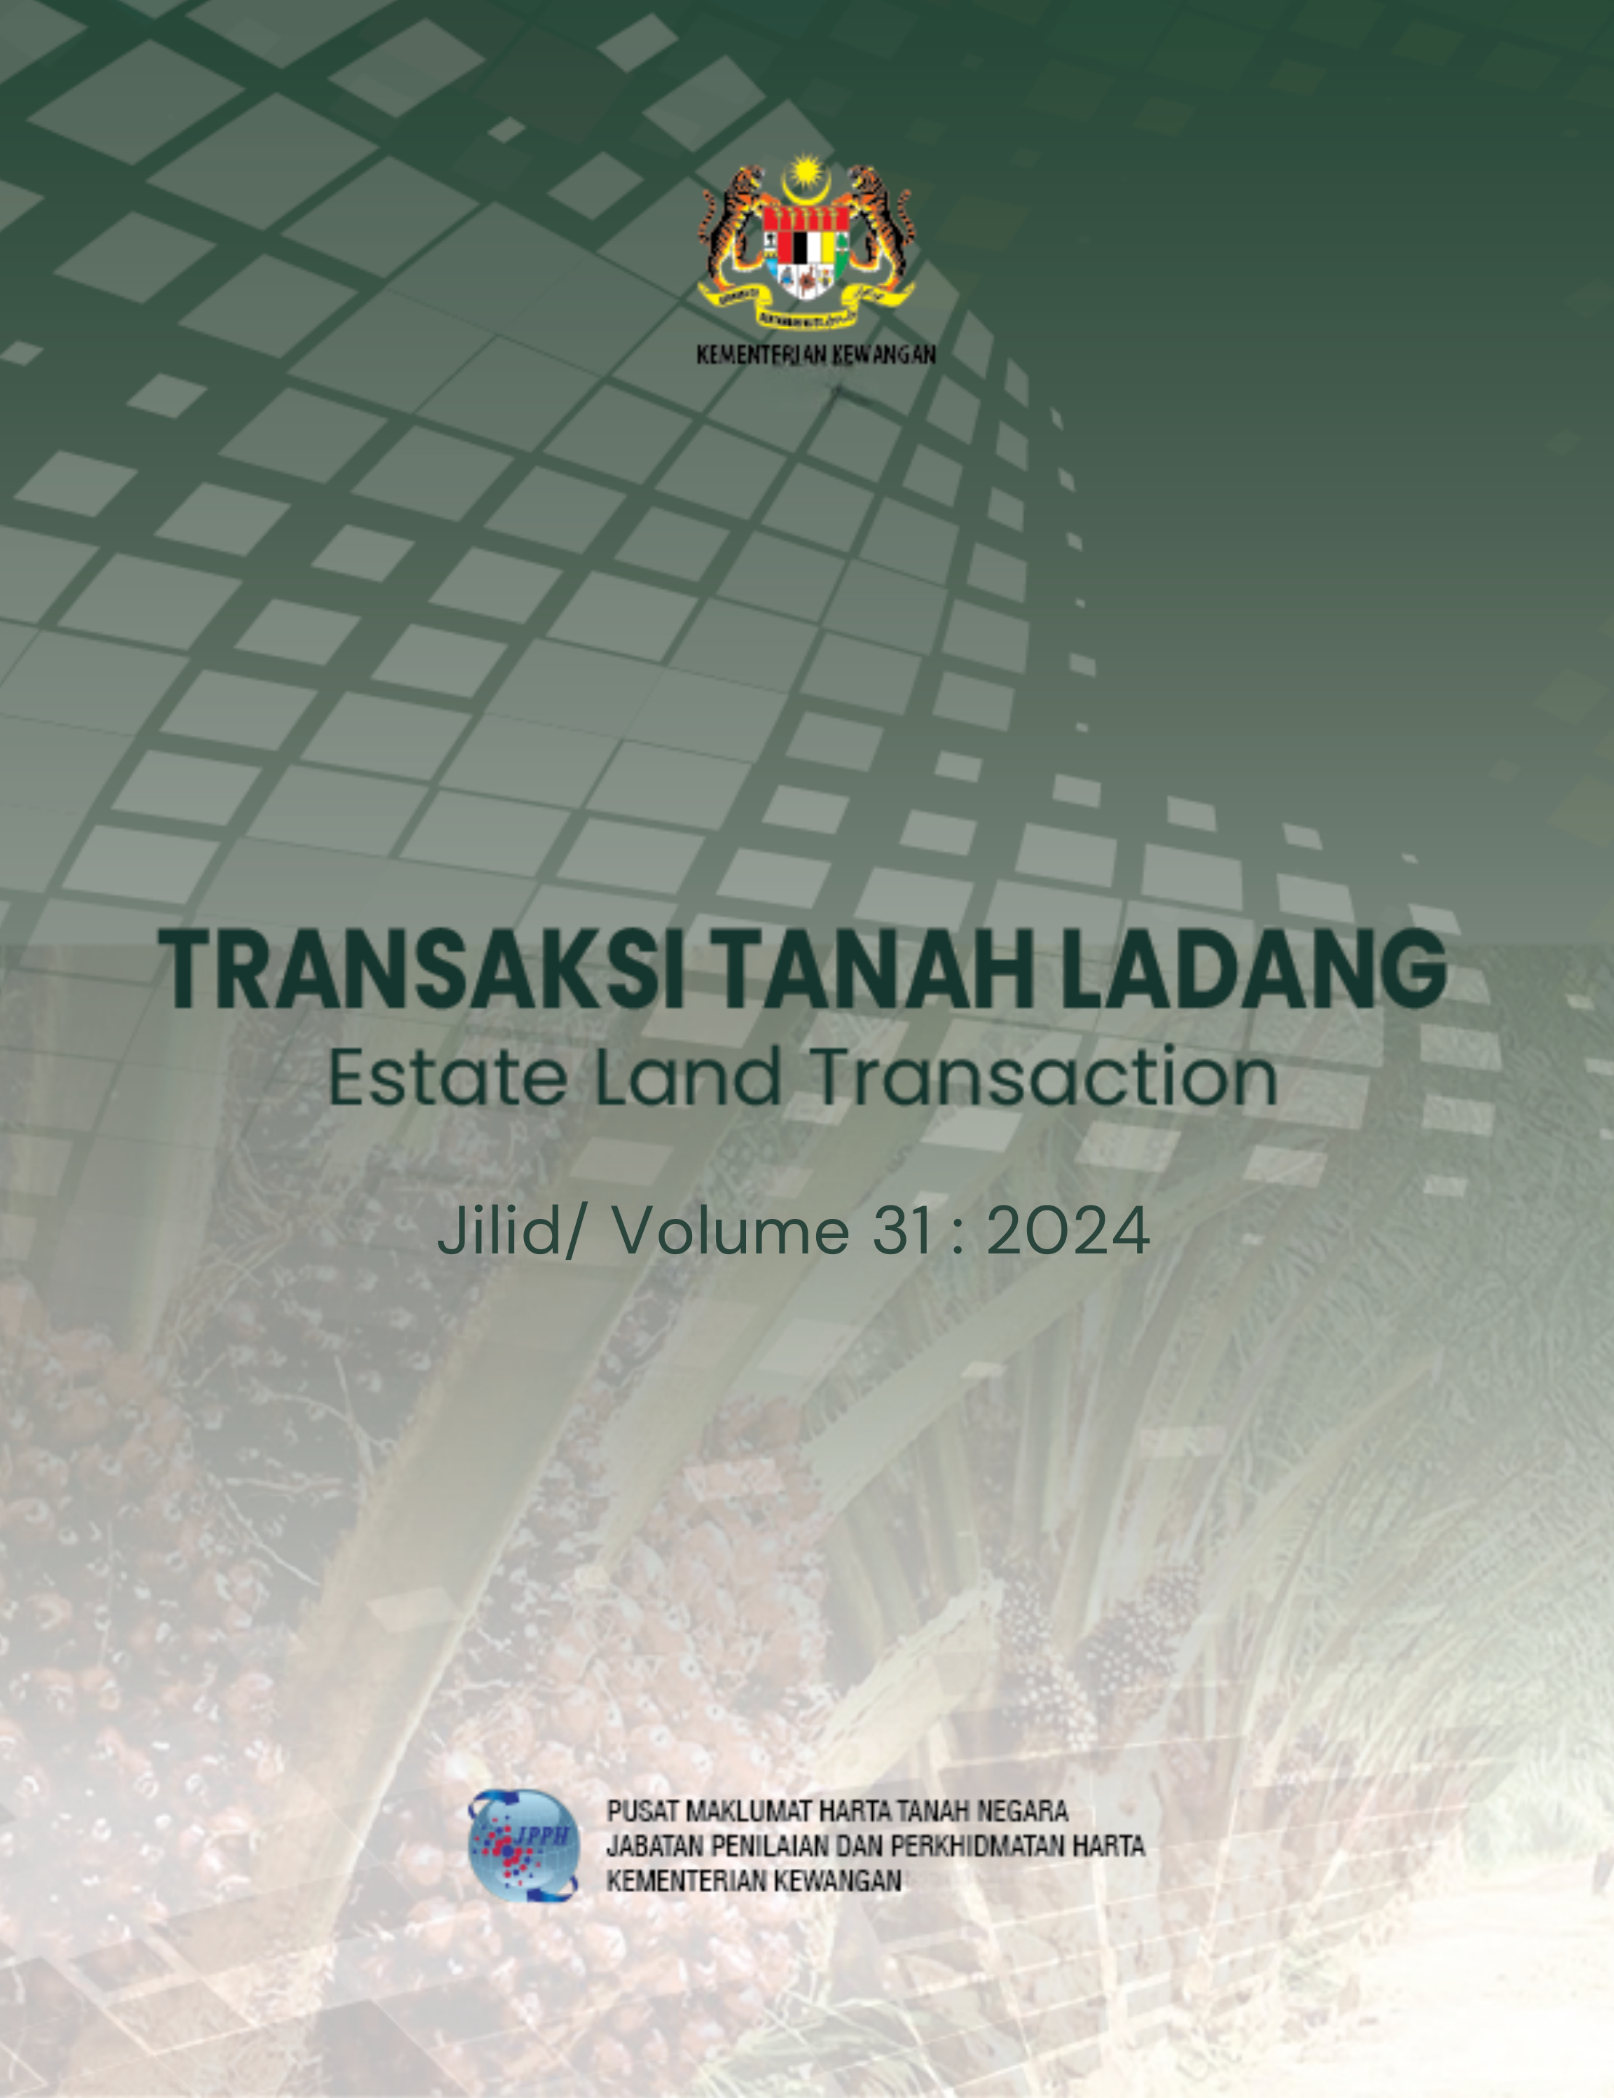 KEMENTERIAN KEWANGAN
TRANSAKSI TANAH LADANG
Estate Land Transaction
Jilid/ Volume 31 : 2024
JPPH
PUSAT MAKLUMAT HARTA TANAH NEGARA
JABATAN PENILAIAN DAN PERKHIDMATAN HARTA
KEMENTERIAN KEWANGAN